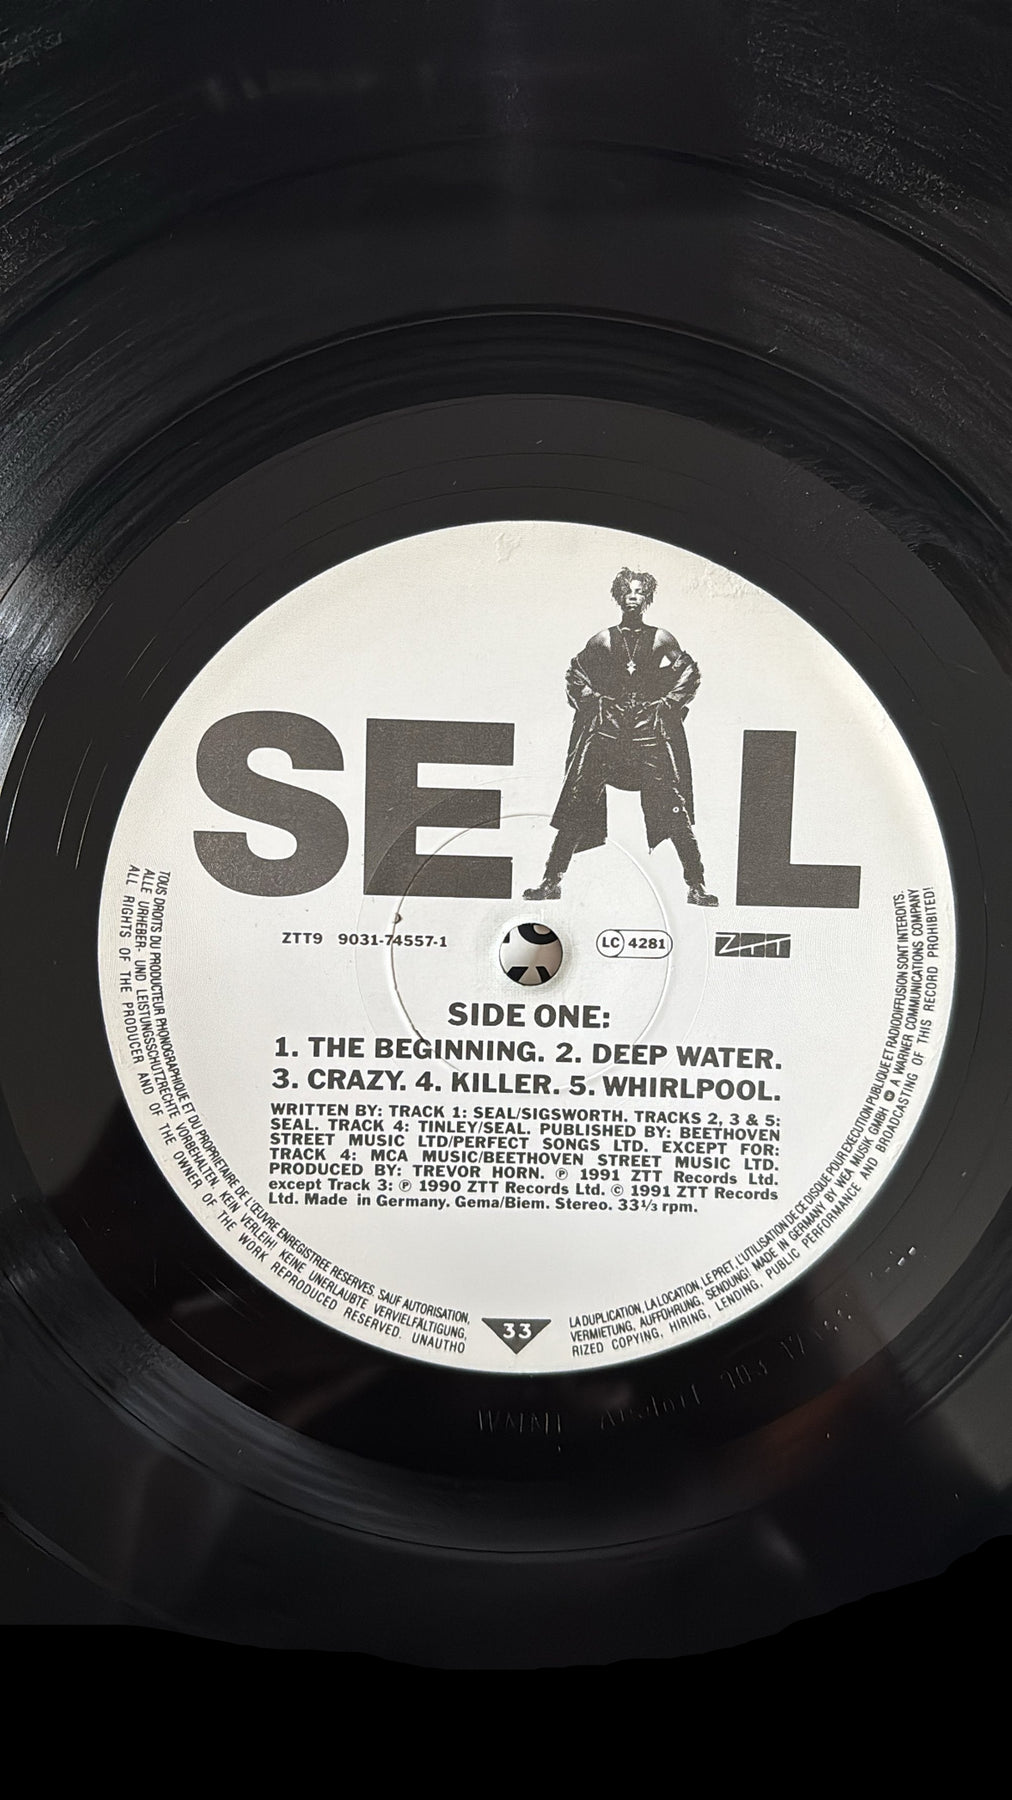 SEAL
ZTT9 9031-74557-1
LC 4281
ZTT
SIDE ONE:
1. THE BEGINNING. 2. DEEP WATER.
3. CRAZY. 4. KILLER. 5. WHIRLPOOL.
WRITTEN BY: TRACK 1: SEAL/SIGSWORTH. TRACKS 2, 3 & 5:
SEAL. TRACK 4: TINLEY/SEAL. PUBLISHED BY: BEETHOVEN
STREET MUSIC LTD/PERFECT SONGS LTD. EXCEPT FOR:
TRACK 4: MCA MUSIC/BEETHOVEN STREET MUSIC LTD.
PRODUCED BY: TREVOR HORN. ℗ 1991 ZTT Records Ltd.
except Track 3: ℗ 1990 ZTT Records Ltd. © 1991 ZTT Records
Ltd. Made in Germany. Gema/Biem. Stereo. 33⅓ rpm.
TOUS DROITS DU PRODUCTEUR PHONOGRAPHIQUE ET DU PROPRIETAIRE DE L'ŒUVRE ENREGISTREE RESERVES. SAUF AUTORISATION,
ALLE URHEBER- UND LEISTUNGSSCHUTZRECHTE VORBEHALTEN. KEIN VERLEIH! KEINE UNERLAUBTE VERVIELFÄLTIGUNG,
ALL RIGHTS OF THE PRODUCER AND OF THE OWNER OF THE WORK REPRODUCED RESERVED. UNAUTHO
33
LA DUPLICATION, LA LOCATION, LE PRET, L'UTILISATION DE CE DISQUE POUR EXECUTION PUBLIQUE ET RADIODIFFUSION SONT INTERDITS.
VERMIETUNG, AUFFÜHRUNG, SENDUNG! MADE IN GERMANY BY WEA MUSIK GMBH A WARNER COMMUNICATIONS COMPANY
RIZED COPYING, HIRING, LENDING, PUBLIC PERFORMANCE AND BROADCASTING OF THIS RECORD PROHIBITED!